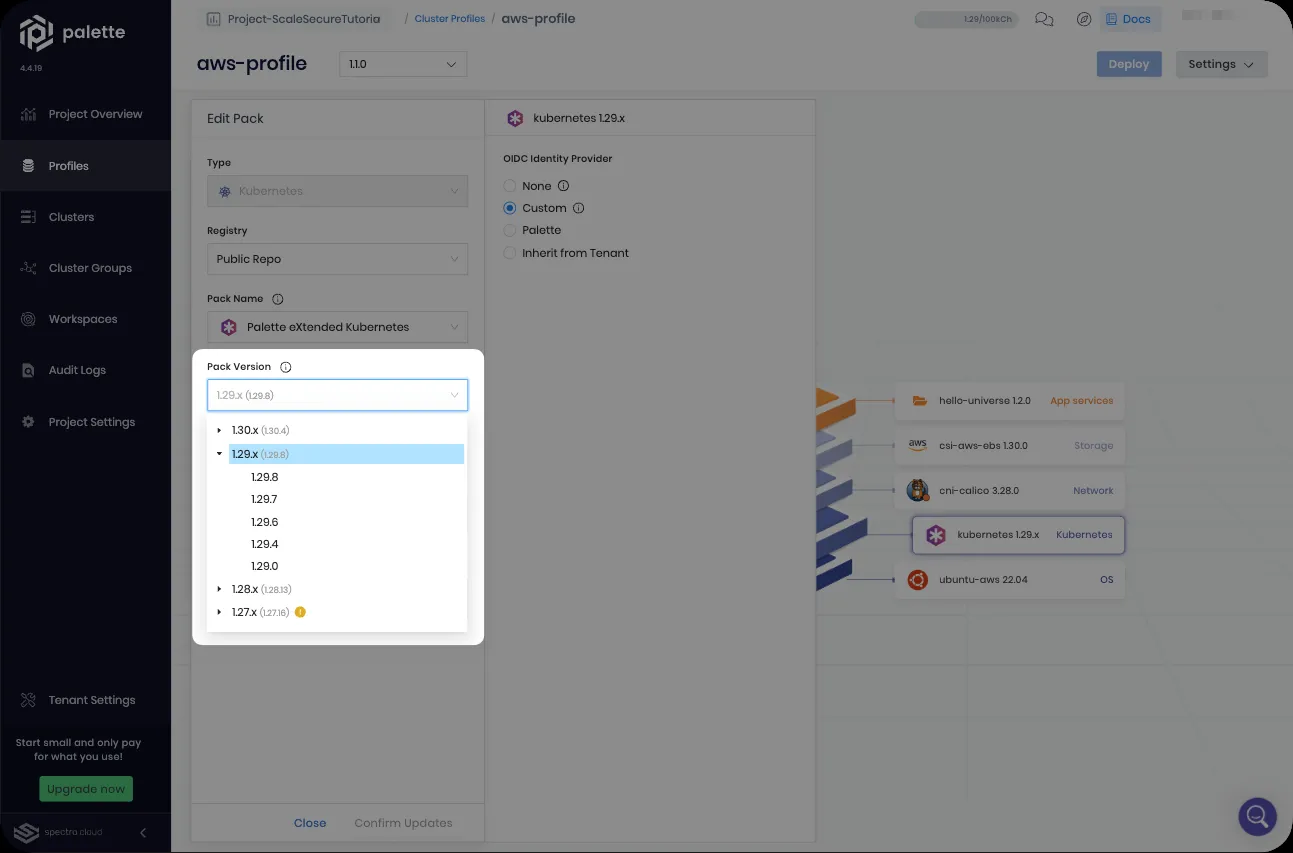 palette
4.4.19
Project Overview
Profiles
Clusters
Cluster Groups
Workspaces
Audit Logs
Project Settings
Tenant Settings
Start small and only pay
for what you use!
Upgrade now
spectro cloud
Project-ScaleSecureTutoria / Cluster Profiles / aws-profile
1.29/100kCh
Docs
aws-profile
1.1.0
Deploy
Settings
Edit Pack
Type
Kubernetes
Registry
Public Repo
Pack Name
Palette eXtended Kubernetes
Pack Version
1.29.x (1.29.8)
1.30.x (1.30.4)
1.29.x (1.29.8)
1.29.8
1.29.7
1.29.6
1.29.4
1.29.0
1.28.x (1.28.13)
1.27.x (1.27.16)
Close
Confirm Updates
kubernetes 1.29.x
OIDC Identity Provider
None
Custom
Palette
Inherit from Tenant
hello-universe 1.2.0 App services
aws csi-aws-ebs 1.30.0 Storage
cni-calico 3.28.0 Network
kubernetes 1.29.x Kubernetes
ubuntu-aws 22.04 OS